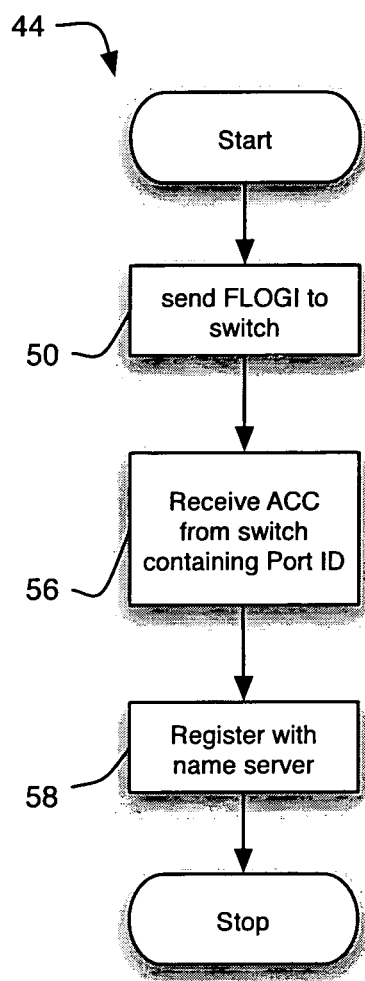 44
Start
send FLOGI to
switch
50
Receive ACC
from switch
containing Port ID
56
Register with
name server
58
Stop